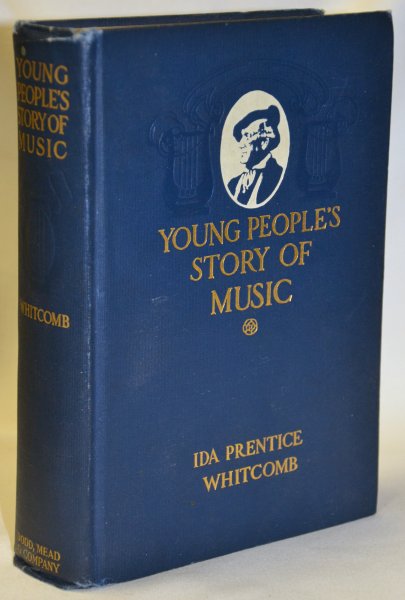 YOUNG
PEOPLE'S
STORY OF
MUSIC
WHITCOMB
DODD, MEAD
& COMPANY
YOUNG PEOPLE'S
STORY OF
MUSIC
IDA PRENTICE
WHITCOMB